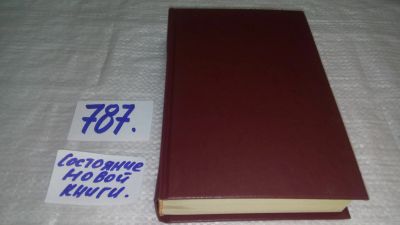 787.
Состояние
новой
книги.